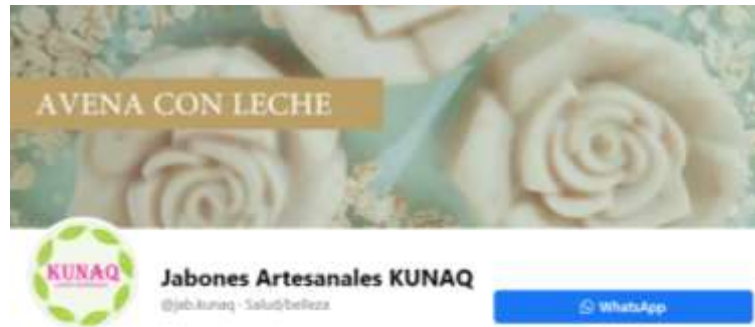 AVENA CON LECHE
KUNAQ
Jabones Artesanales KUNAQ
@jab.kunaq · Salud/belleza
WhatsApp